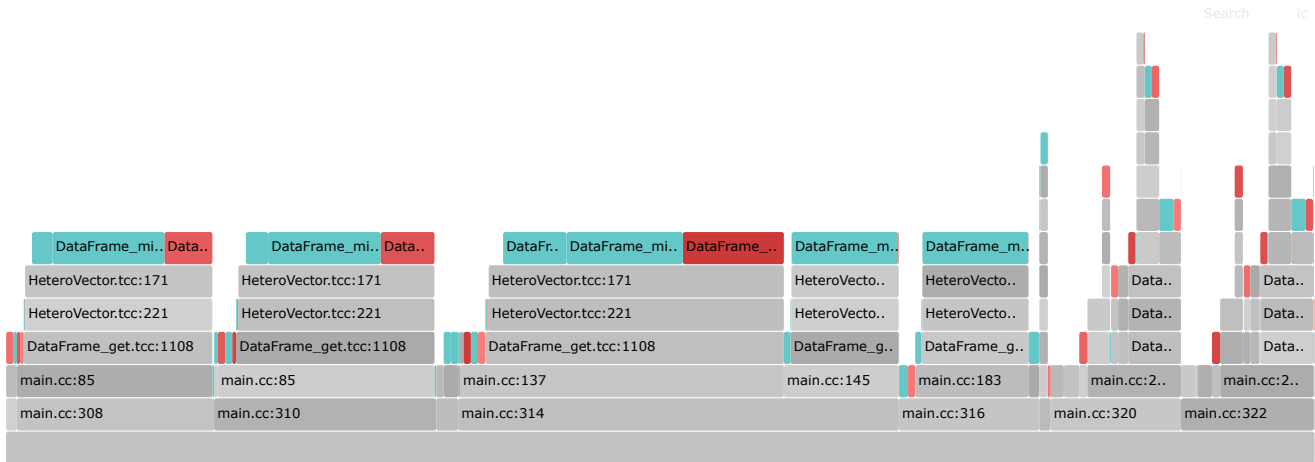 Search ic
DataFrame_mi.. Data.. DataFrame_mi.. Data.. DataFr.. DataFrame_mi.. DataFrame_.. DataFrame_m.. DataFrame_m..
HeteroVector.tcc:171 HeteroVector.tcc:171 HeteroVector.tcc:171 HeteroVecto.. HeteroVecto.. Data.. Data..
HeteroVector.tcc:221 HeteroVector.tcc:221 HeteroVector.tcc:221 HeteroVecto.. HeteroVecto.. Data.. Data..
DataFrame_get.tcc:1108 DataFrame_get.tcc:1108 DataFrame_get.tcc:1108 DataFrame_g.. DataFrame_g.. Data.. Data..
main.cc:85 main.cc:85 main.cc:137 main.cc:145 main.cc:183 main.cc:2.. main.cc:2..
main.cc:308 main.cc:310 main.cc:314 main.cc:316 main.cc:320 main.cc:322